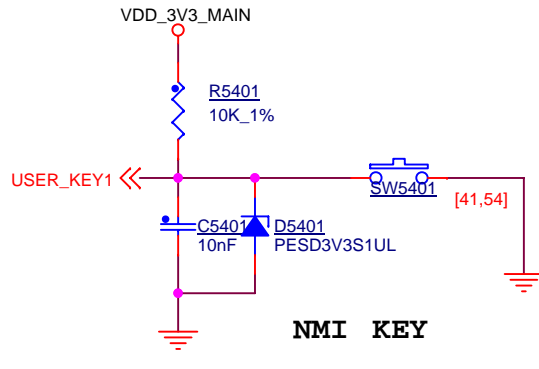 VDD_3V3_MAIN
R5401
10K_1%
USER_KEY1
SW5401
[41,54]
C5401
10nF
D5401
PESD3V3S1UL
NMI KEY